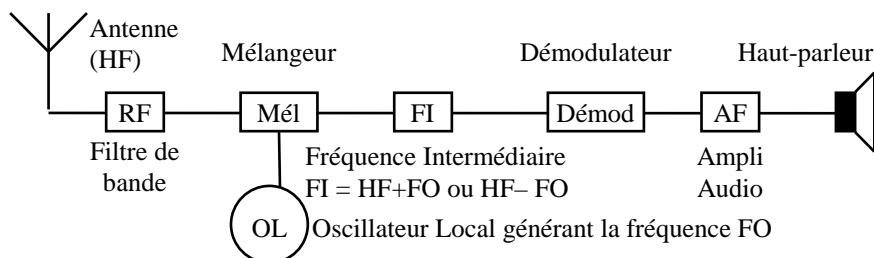 Antenne
(HF)
Mélangeur
Démodulateur
Haut-parleur
RF
Mél
FI
Démod
AF
Filtre de
bande
Fréquence Intermédiaire
FI = HF+FO ou HF– FO
Ampli
Audio
OL
Oscillateur Local générant la fréquence FO